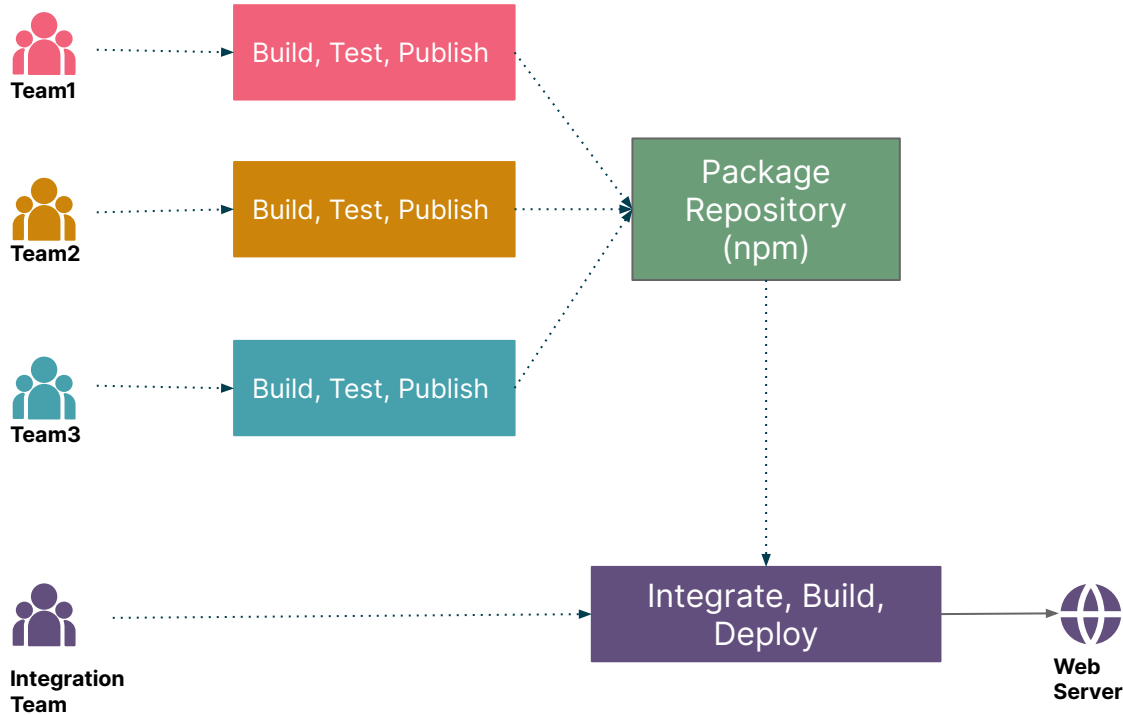 Team1
Build, Test, Publish
Team2
Build, Test, Publish
Package
Repository
(npm)
Team3
Build, Test, Publish
Integration
Team
Integrate, Build,
Deploy
Web
Server